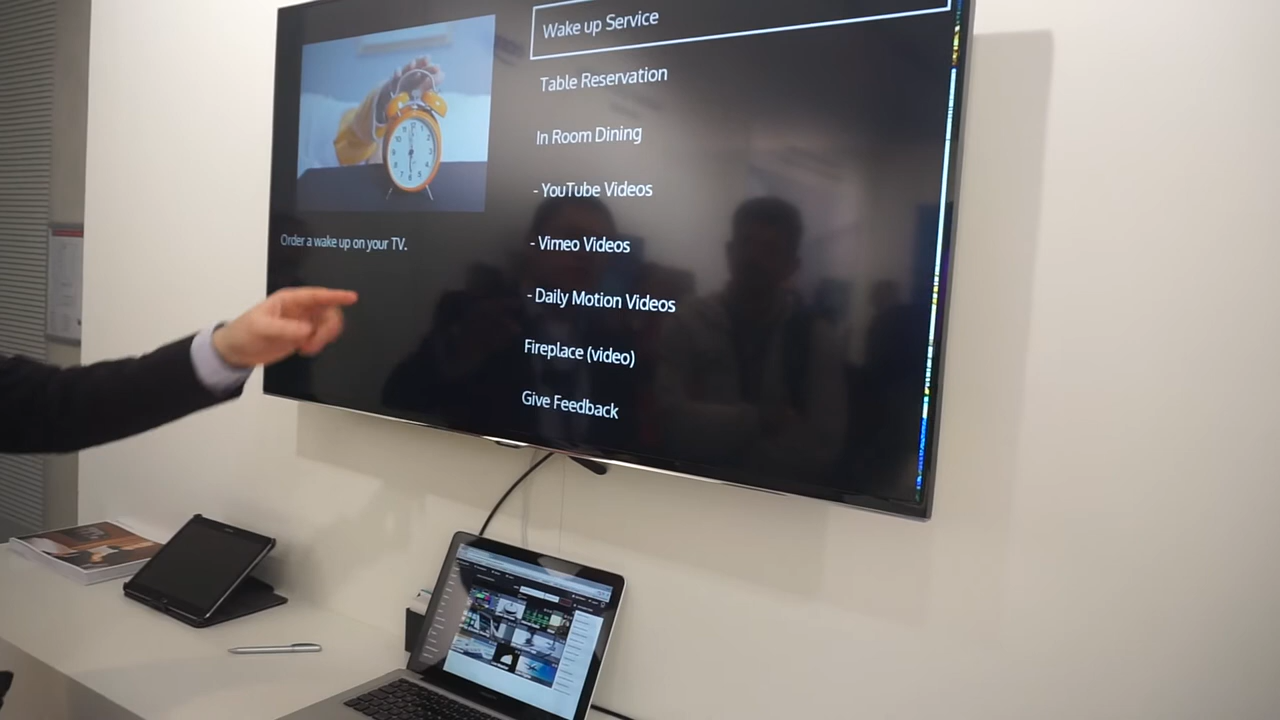 Wake up Service
Table Reservation
In Room Dining
- YouTube Videos
- Vimeo Videos
- Daily Motion Videos
Fireplace (video)
Give Feedback
Order a wake up on your TV.